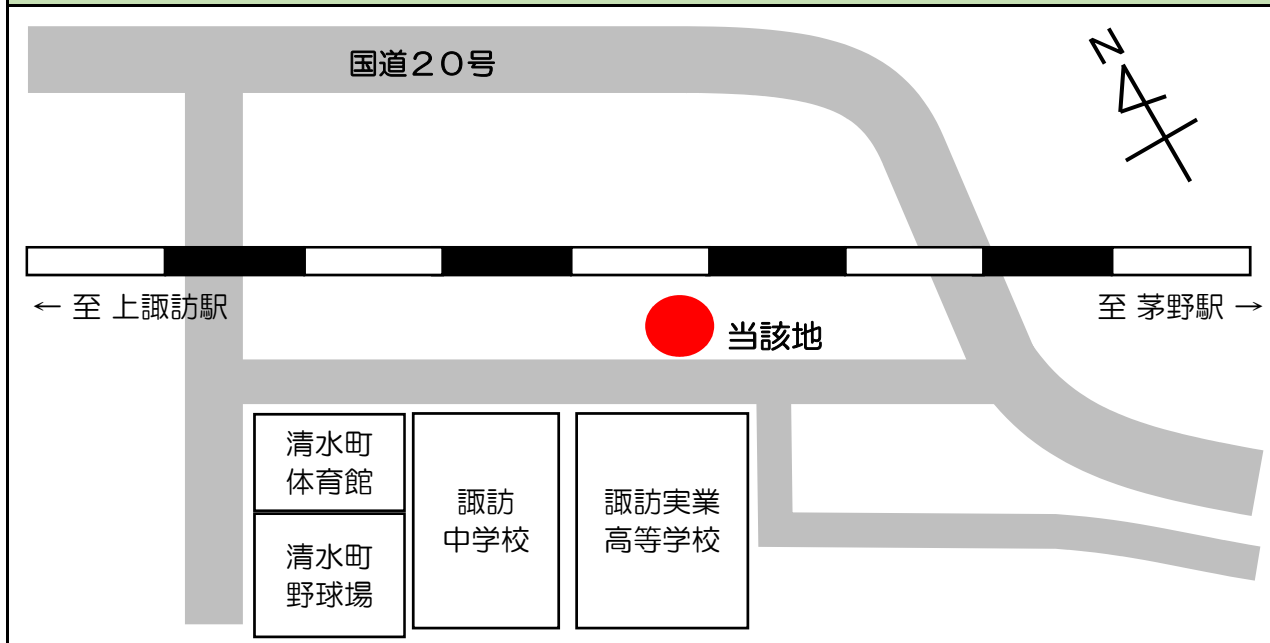 国道20号
N
← 至 上諏訪駅
至 茅野駅 →
当該地
清水町
体育館
清水町
野球場
諏訪
中学校
諏訪実業
高等学校